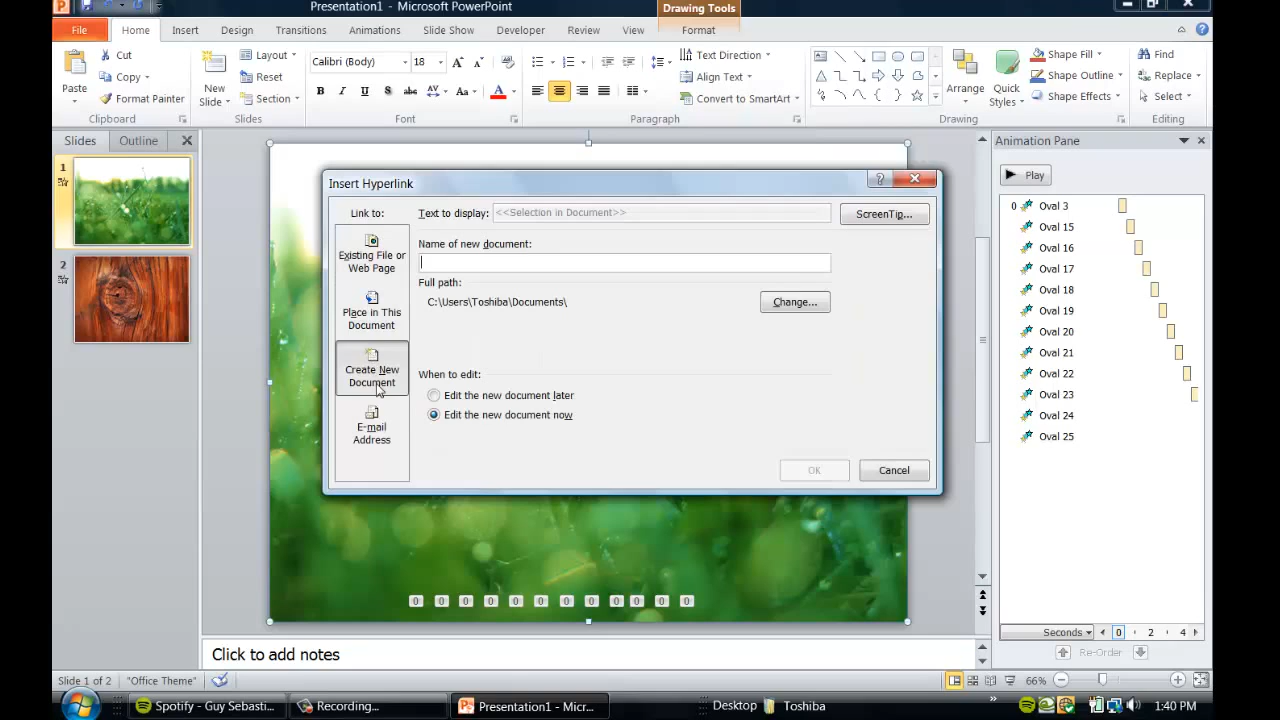 Presentation1 - Microsoft PowerPoint
Drawing Tools
File Home Insert Design Transitions Animations Slide Show Developer Review View Format
Paste
Cut
Copy
Format Painter
Clipboard
New Slide
Layout
Reset
Section
Slides
Calibri (Body) 18
B I U S abc AV Aa A
Font
Text Direction
Align Text
Convert to SmartArt
Paragraph
Arrange
Quick Styles
Shape Fill
Shape Outline
Shape Effects
Drawing
Find
Replace
Select
Editing
Slides Outline
1
2
Insert Hyperlink
Link to:
Existing File or Web Page
Place in This Document
Create New Document
E-mail Address
Text to display: <<Selection in Document>>
ScreenTip...
Name of new document:
Full path:
C:\Users\Toshiba\Documents\
Change...
When to edit:
Edit the new document later
Edit the new document now
OK
Cancel
0 0 0 0 0 0 0 0 0 0 0 0
Animation Pane
Play
0 Oval 3
Oval 15
Oval 16
Oval 17
Oval 18
Oval 19
Oval 20
Oval 21
Oval 22
Oval 23
Oval 24
Oval 25
Seconds 0 2 4
Re-Order
Click to add notes
Slide 1 of 2 "Office Theme" 66%
Spotify - Guy Sebasti... Recording... Presentation1 - Micr... Desktop Toshiba 1:40 PM